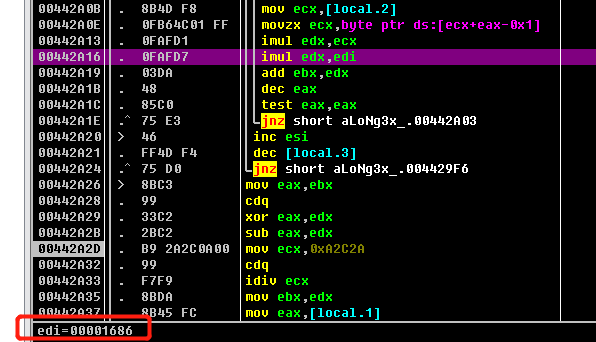 00442A0B . 8B4D F8 mov ecx,[local.2]
00442A0E . 0FB64C01 FF movzx ecx,byte ptr ds:[ecx+eax-0x1]
00442A13 . 0FAFD1 imul edx,ecx
00442A16 . 0FAFD7 imul edx,edi
00442A19 . 03DA add ebx,edx
00442A1B . 48 dec eax
00442A1C . 85C0 test eax,eax
00442A1E .^ 75 E3 jnz short aLoNg3x_.00442A03
00442A20 > 46 inc esi
00442A21 . FF4D F4 dec [local.3]
00442A24 .^ 75 D0 jnz short aLoNg3x_.004429F6
00442A26 > 8BC3 mov eax,ebx
00442A28 . 99 cdq
00442A29 . 33C2 xor eax,edx
00442A2B . 2BC2 sub eax,edx
00442A2D . B9 2A2C0A00 mov ecx,0xA2C2A
00442A32 . 99 cdq
00442A33 . F7F9 idiv ecx
00442A35 . 8BDA mov ebx,edx
00442A37 . 8B45 FC mov eax,[local.1]
edi=00001686